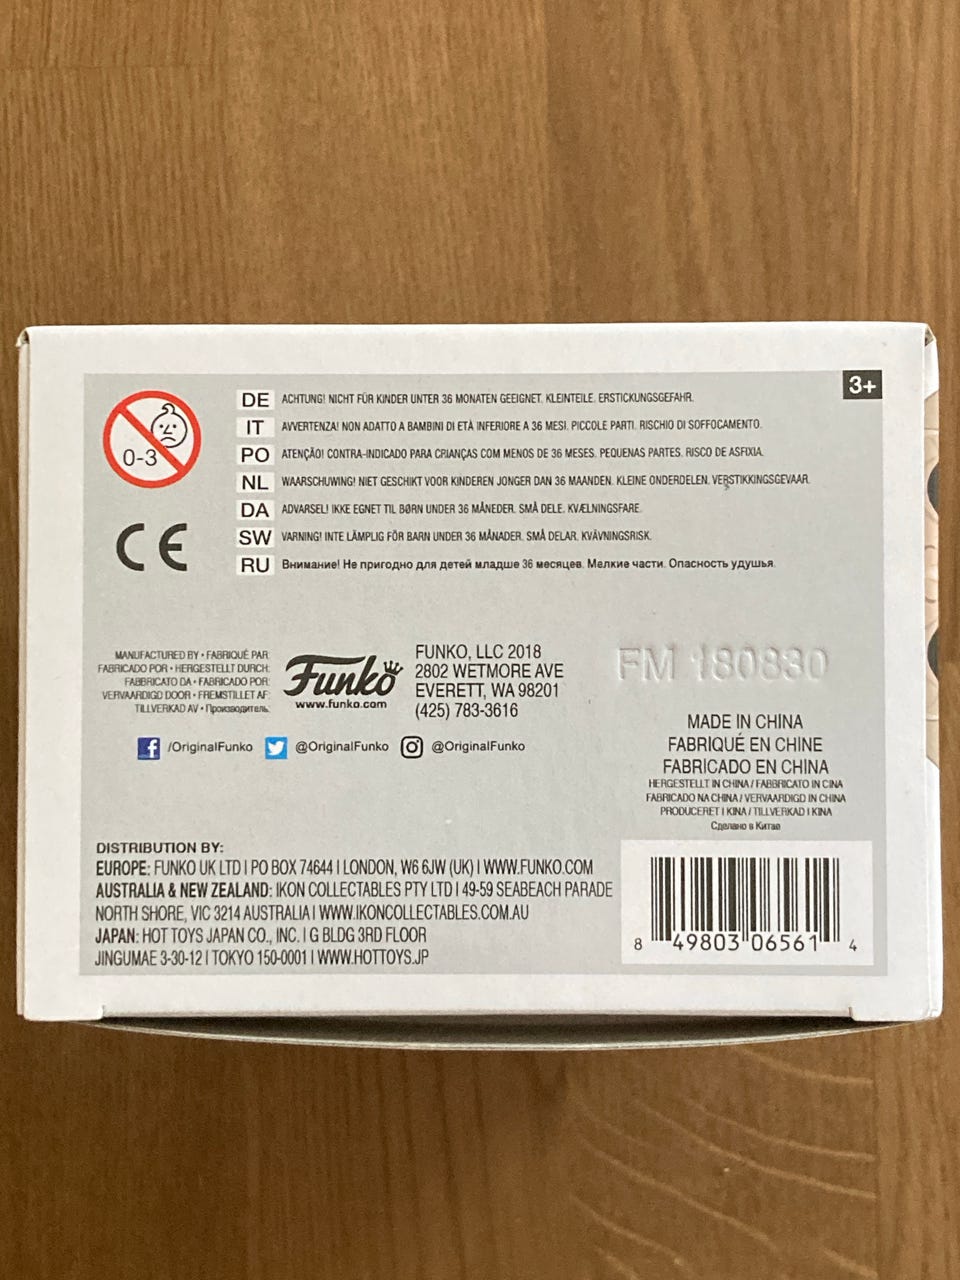 3+
0-3
DE ACHTUNG! NICHT FÜR KINDER UNTER 36 MONATEN GEEIGNET. KLEINTEILE. ERSTICKUNGSGEFAHR.
IT AVVERTENZA! NON ADATTO A BAMBINI DI ETÀ INFERIORE A 36 MESI. PICCOLE PARTI. RISCHIO DI SOFFOCAMENTO.
PO ATENÇÃO! CONTRA-INDICADO PARA CRIANÇAS COM MENOS DE 36 MESES. PEQUENAS PARTES. RISCO DE ASFIXIA.
NL WAARSCHUWING! NIET GESCHIKT VOOR KINDEREN JONGER DAN 36 MAANDEN. KLEINE ONDERDELEN. VERSTIKKINGSGEVAAR.
DA ADVARSEL! IKKE EGNET TIL BØRN UNDER 36 MÅNEDER. SMÅ DELE. KVÆLNINGSFARE.
SW VARNING! INTE LÄMPLIG FÖR BARN UNDER 36 MÅNADER. SMÅ DELAR. KVÄVNINGSRISK.
RU Внимание! Не пригодно для детей младше 36 месяцев. Мелкие части. Опасность удушья.
CE
MANUFACTURED BY • FABRIQUÉ PAR
FABRICADO POR • HERGESTELLT DURCH:
FABBRICATO DA • FABRICADO POR:
VERVAARDIGD DOOR • FREMSTILLET AF:
TILLVERKAD AV • Производитель:
Funko
www.funko.com
FUNKO, LLC 2018
2802 WETMORE AVE
EVERETT, WA 98201
(425) 783-3616
FM 180830
/OriginalFunko @OriginalFunko @OriginalFunko
MADE IN CHINA
FABRIQUÉ EN CHINE
FABRICADO EN CHINA
HERGESTELLT IN CHINA / FABBRICATO IN CINA
FABRICADO NA CHINA / VERVAARDIGD IN CHINA
PRODUCERET I KINA / TILLVERKAD I KINA
Сделано в Китае
DISTRIBUTION BY:
EUROPE: FUNKO UK LTD | PO BOX 74644 | LONDON, W6 6JW (UK) | WWW.FUNKO.COM
AUSTRALIA & NEW ZEALAND: IKON COLLECTABLES PTY LTD | 49-59 SEABEACH PARADE
NORTH SHORE, VIC 3214 AUSTRALIA | WWW.IKONCOLLECTABLES.COM.AU
JAPAN: HOT TOYS JAPAN CO., INC. | G BLDG 3RD FLOOR
JINGUMAE 3-30-12 | TOKYO 150-0001 | WWW.HOTTOYS.JP
8 49803 06561 4